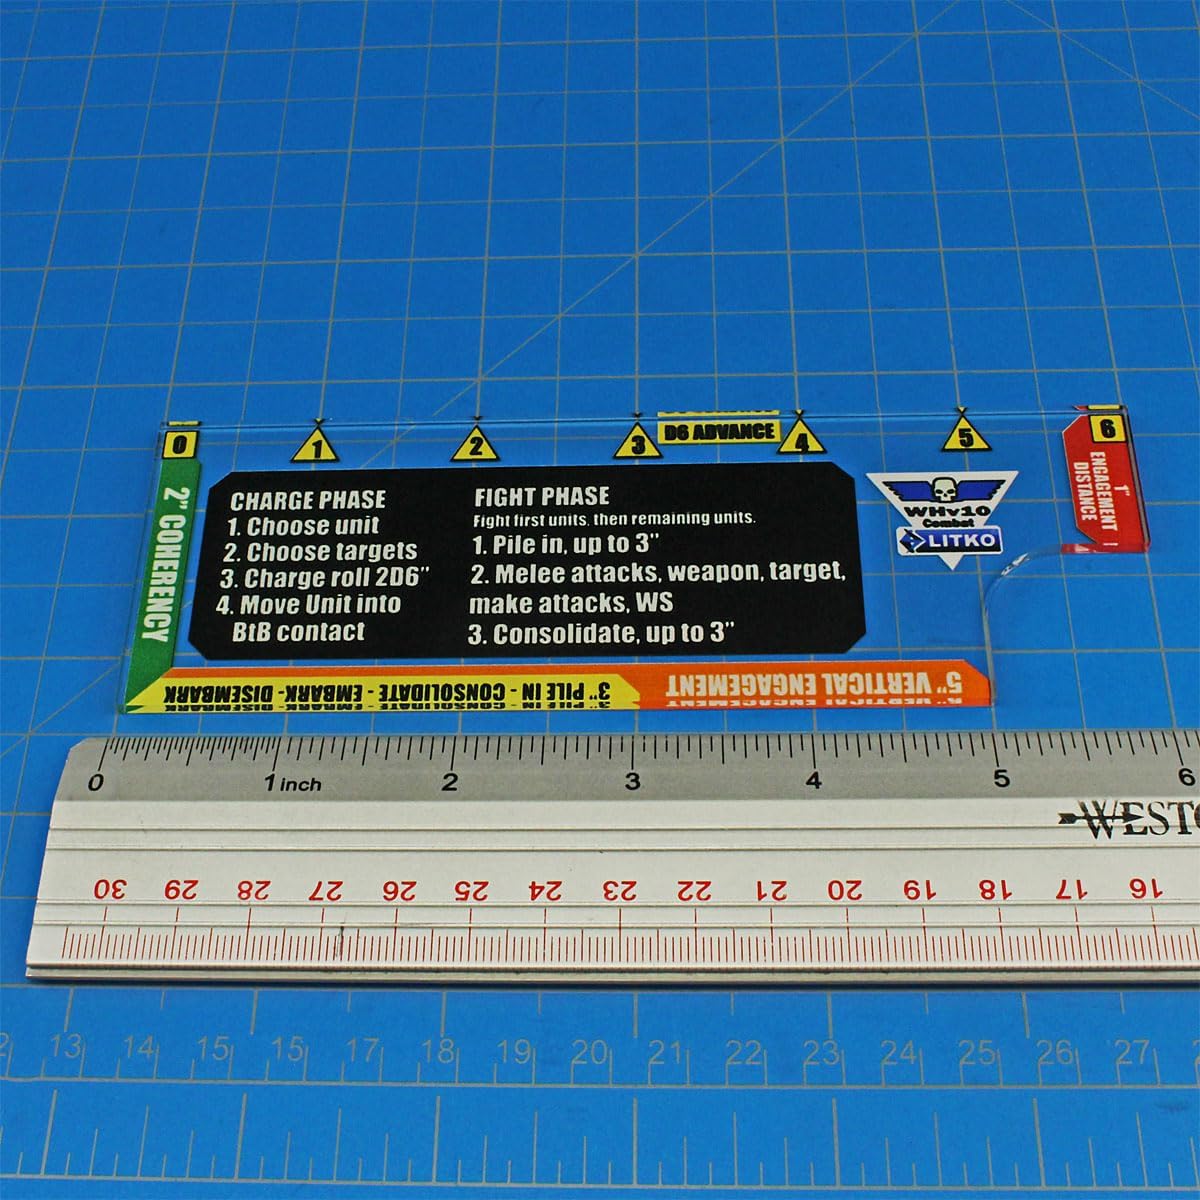 0 1 2 3 D6 ADVANCE 4 5 6
2" COHERENCY
CHARGE PHASE
1. Choose unit
2. Choose targets
3. Charge roll 2D6"
4. Move Unit into
BtB contact
FIGHT PHASE
Fight first units, then remaining units.
1. Pile in, up to 3"
2. Melee attacks, weapon, target,
make attacks, WS
3. Consolidate, up to 3"
WHv10
Combat
LITKO
1"
ENGAGEMENT
DISTANCE
3" PILE IN - CONSOLIDATE - EMBARK - DISEMBARK
5" VERTICAL ENGAGEMENT
0 1 inch 2 3 4 5 6
WESTC
30 29 28 27 26 25 24 23 22 21 20 19 18 17 16
13 14 15 15 17 18 19 20 21 22 23 24 25 26 27